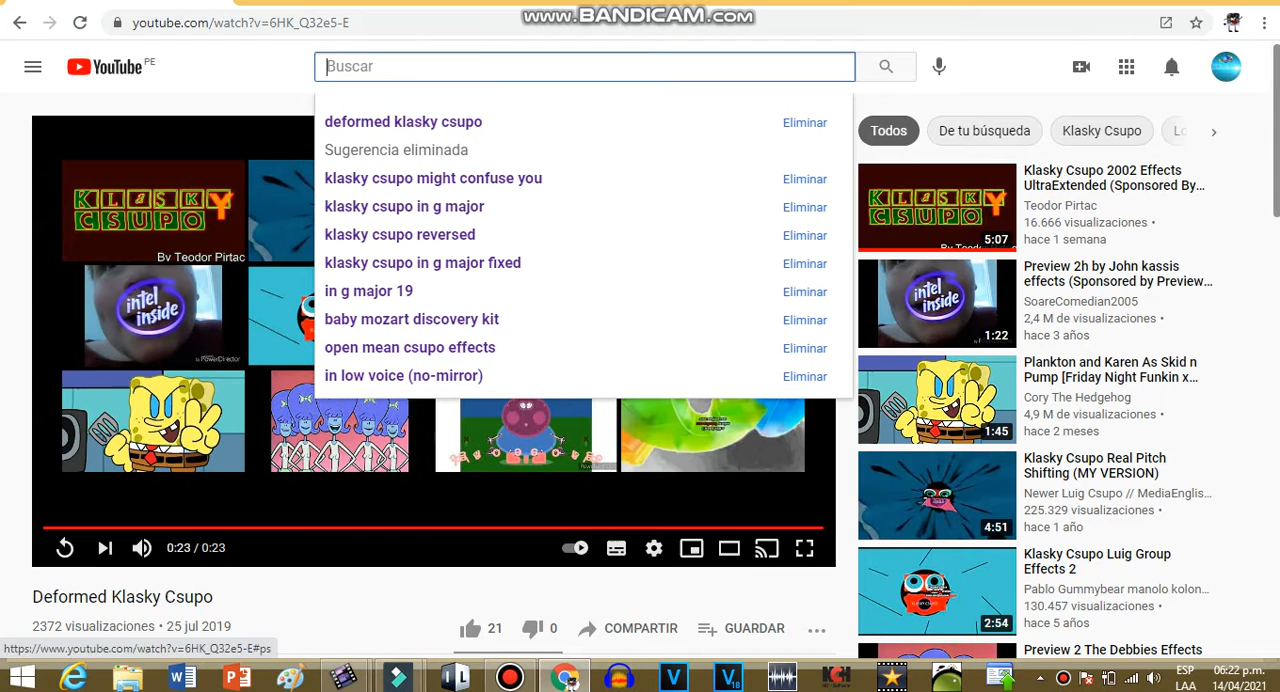 youtube.com/watch?v=6HK_Q32e5-E
www.BANDICAM.com
YouTube PE
Buscar
deformed klasky csupo Eliminar
Sugerencia eliminada
klasky csupo might confuse you Eliminar
klasky csupo in g major Eliminar
klasky csupo reversed Eliminar
klasky csupo in g major fixed Eliminar
in g major 19 Eliminar
baby mozart discovery kit Eliminar
open mean csupo effects Eliminar
in low voice (no-mirror) Eliminar
KLASKY
CSUPO
By Teodor Pirtac
intel
inside
PowerDirector
0:23 / 0:23
Deformed Klasky Csupo
2372 visualizaciones • 25 jul 2019
21 0 COMPARTIR GUARDAR
https://www.youtube.com/watch?v=6HK_Q32e5-E#ps
Todos De tu búsqueda Klasky Csupo Lo
KLASKY
CSUPO
5:07
Klasky Csupo 2002 Effects
UltraExtended (Sponsored By...
Teodor Pirtac
16.666 visualizaciones •
hace 1 semana
intel
inside
1:22
Preview 2h by John kassis
effects (Sponsored by Preview...
SoareComedian2005
2,4 M de visualizaciones •
hace 3 años
1:45
Plankton and Karen As Skid n
Pump [Friday Night Funkin x...
Cory The Hedgehog
4,9 M de visualizaciones •
hace 2 meses
4:51
Klasky Csupo Real Pitch
Shifting (MY VERSION)
Newer Luig Csupo // MediaEnglis...
225.329 visualizaciones •
hace 1 año
2:54
Klasky Csupo Luig Group
Effects 2
Pablo Gummybear manolo kolon...
130.457 visualizaciones •
hace 5 años
Preview 2 The Debbies Effects
ESP
LAA
06:22 p.m.
14/04/2021